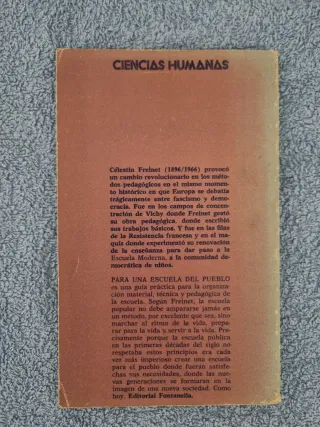 CIENCIAS HUMANAS
Célestin Freinet (1896/1966) provocó
un cambio revolucionario en los méto-
dos pedagógicos en el mismo momen-
to histórico en que Europa se debatía
trágicamente entre fascismo y demo-
cracia. Fue en los campos de concen-
tración de Vichy donde Freinet gestó
su obra pedagógica, donde escribió
sus trabajos básicos. Y fue en las filas
de la Resistencia francesa y en el ma-
quis donde experimentó su renovación
de la enseñanza para dar paso a la
Escuela Moderna, a la comunidad de-
mocrática de niños.
PARA UNA ESCUELA DEL PUEBLO
es una guía práctica para la organiza-
ción material, técnica y pedagógica de
la escuela. Según Freinet, la escuela
popular no debe ampararse jamás en
un método, por excelente que sea, sino
marchar al ritmo de la vida, prepa-
rar para la vida y servir a la vida. Pre-
cisamente porque la escuela pública
en las primeras décadas del siglo no
respetaba estos principios era cada
vez más imperioso crear una escuela
para el pueblo donde fueran satisfe-
chas sus necesidades, donde las nue-
vas generaciones se formaran en la
imagen de una nueva sociedad. Como
hoy. Editorial Fontanella.